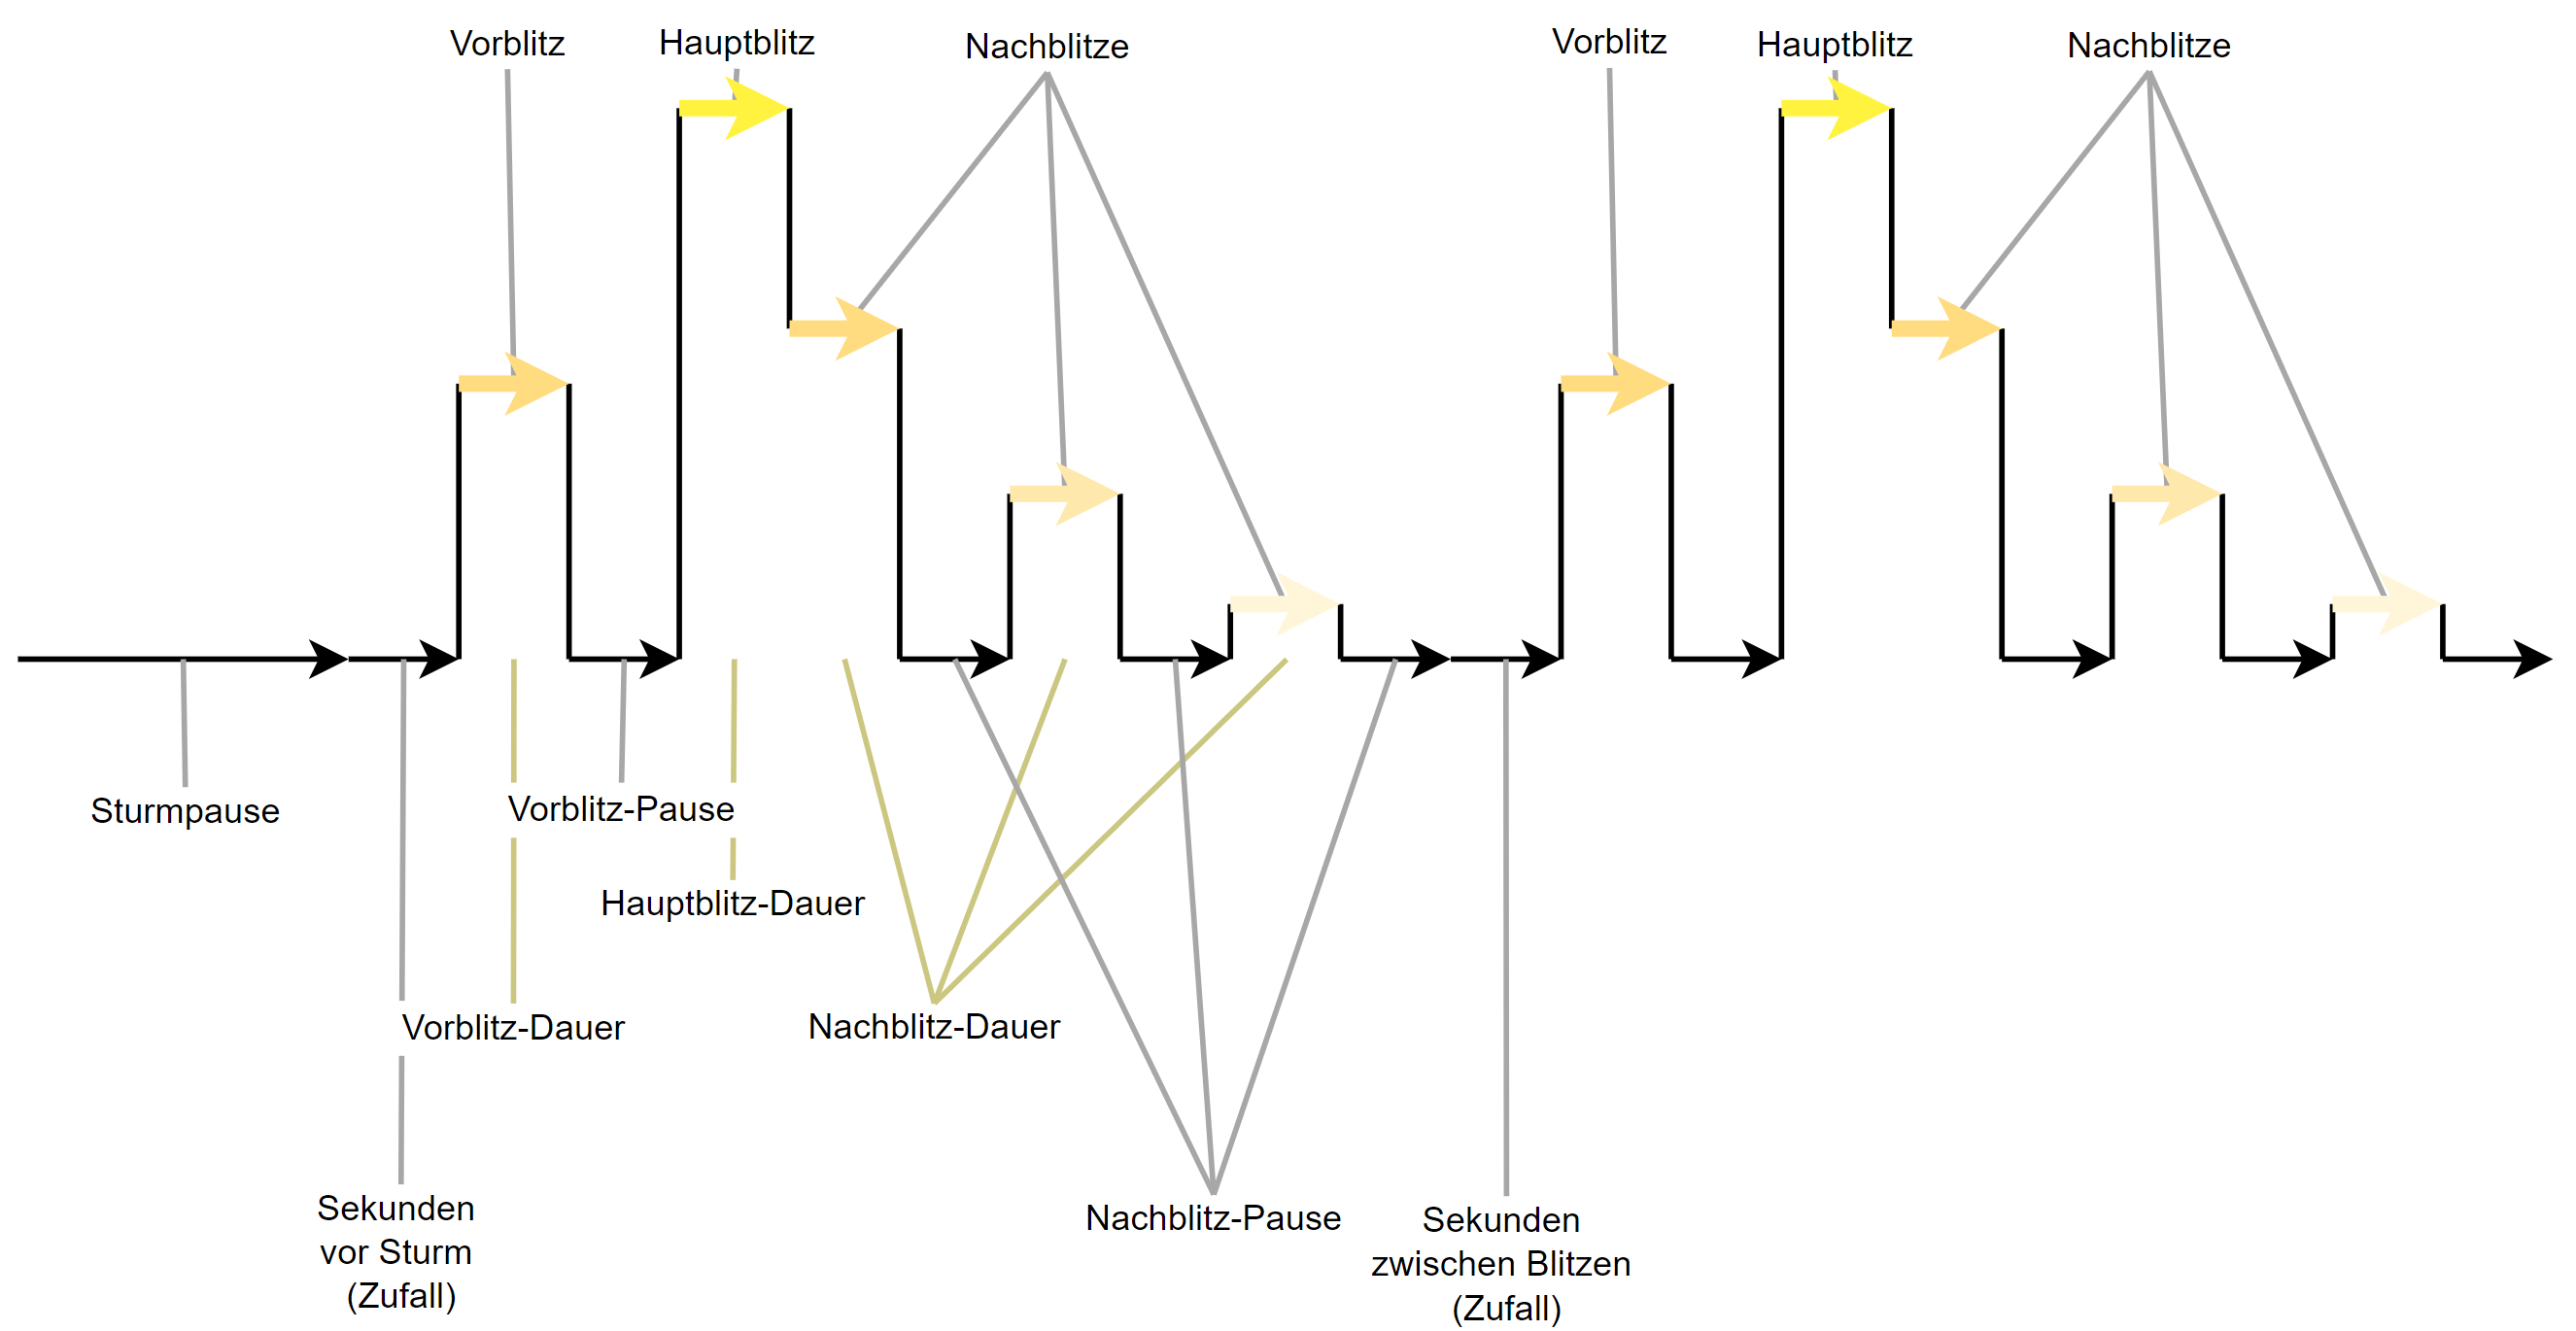 Vorblitz
Hauptblitz
Nachblitze
Vorblitz
Hauptblitz
Nachblitze
Sturmpause
Vorblitz-Pause
Hauptblitz-Dauer
Vorblitz-Dauer
Nachblitz-Dauer
Sekunden
vor Sturm
(Zufall)
Nachblitz-Pause
Sekunden
zwischen Blitzen
(Zufall)